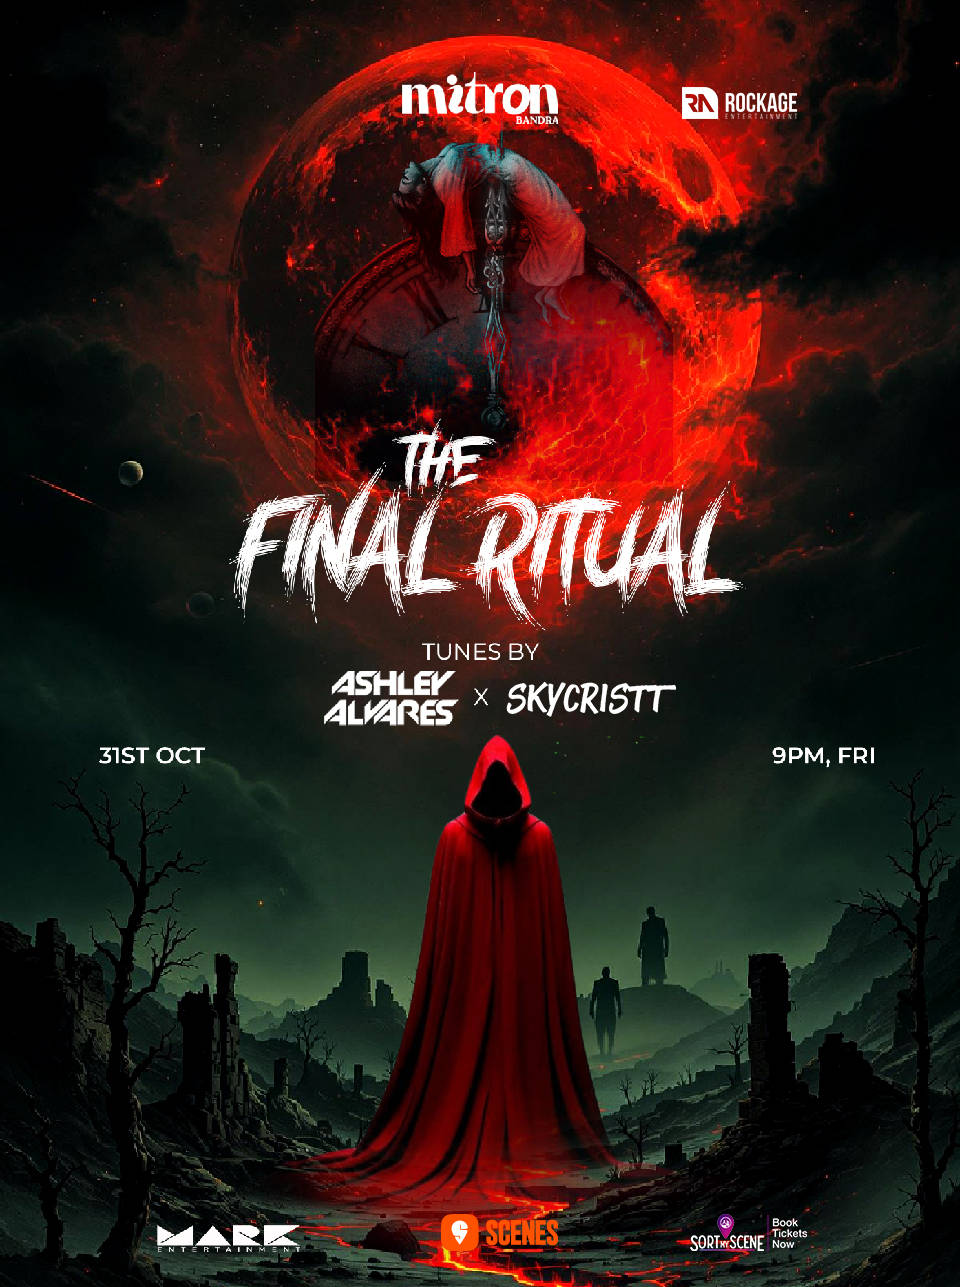 mitron
BANDRA
RA ROCKAGE
ENTERTAINMENT
THE
FINAL RITUAL
TUNES BY
ASHLEY
ALVARES
X SKYCRISTT
31ST OCT
9PM, FRI
MARK
ENTERTAINMENT
SCENES
SORT MY SCENE
Book
Tickets
Now